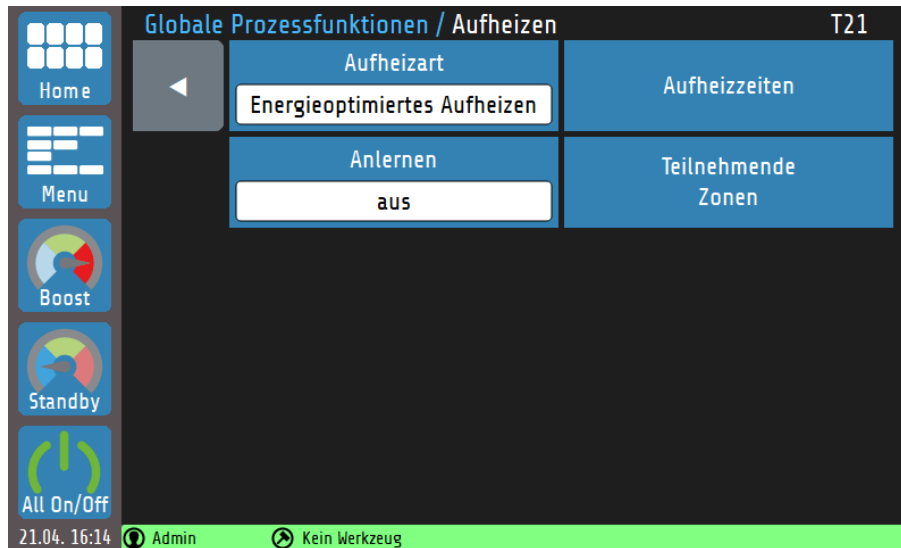 Globale Prozessfunktionen / Aufheizen T21
Home
Aufheizart
Energieoptimiertes Aufheizen
Aufheizzeiten
Menu
Anlernen
aus
Teilnehmende
Zonen
Boost
Standby
All On/Off
21.04. 16:14 Admin Kein Werkzeug